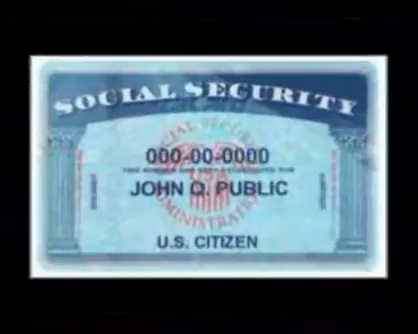 SOCIAL SECURITY
000-00-0000
JOHN Q. PUBLIC
U.S. CITIZEN